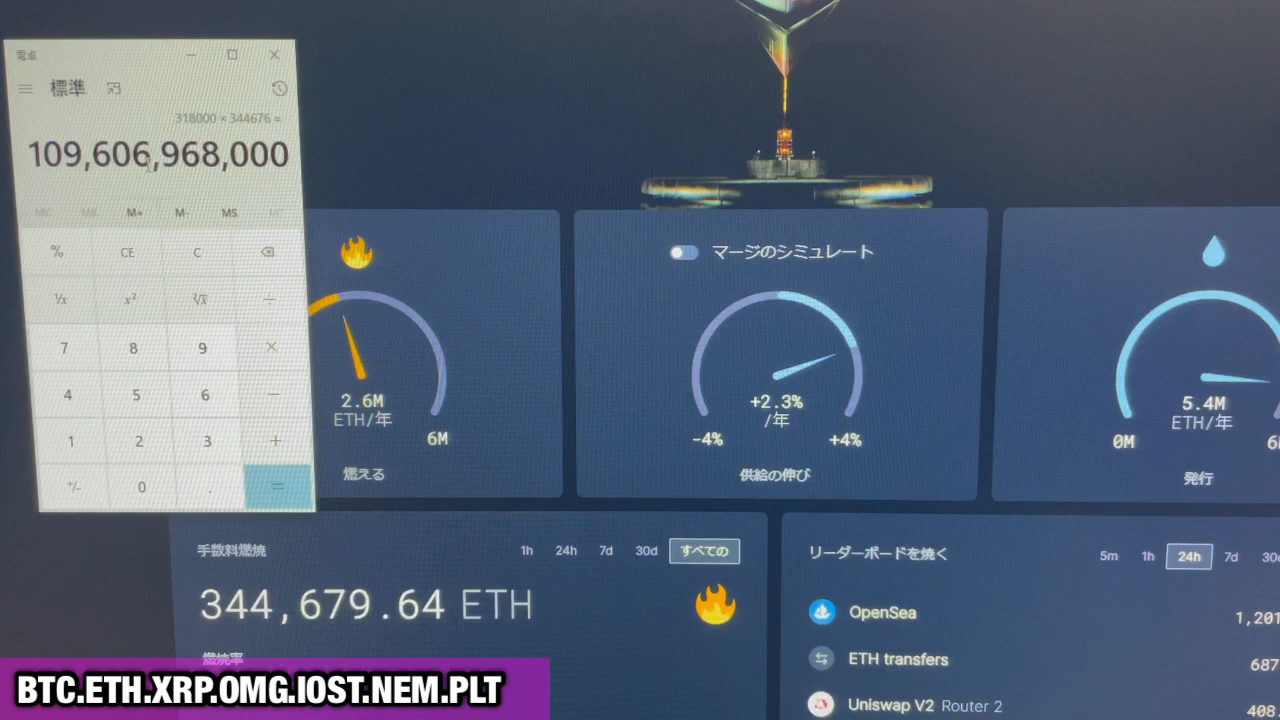 電卓
標準
318000 × 344676 =
109,606,968,000
MC MR M+ M- MS
% CE C
¹/x x² ²√x ÷
7 8 9 ×
4 5 6 −
1 2 3 +
+/- 0 . =
2.6M
ETH/年
6M
燃える
マージのシミュレート
+2.3%
/年
-4% +4%
供給の伸び
5.4M
ETH/年
0M
発行
手数料燃焼 1h 24h 7d 30d すべての
344,679.64 ETH
燃焼率
リーダーボードを焼く 5m 1h 24h 7d
OpenSea 1,201
ETH transfers 687
Uniswap V2 Router 2 408
BTC.ETH.XRP.OMG.IOST.NEM.PLT